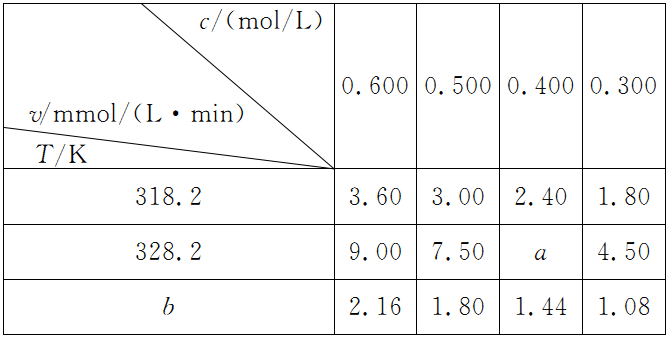 c/(mol/L)
v/mmol/(L·min)
T/K
0.600 0.500 0.400 0.300
318.2 3.60 3.00 2.40 1.80
328.2 9.00 7.50 a 4.50
b 2.16 1.80 1.44 1.08